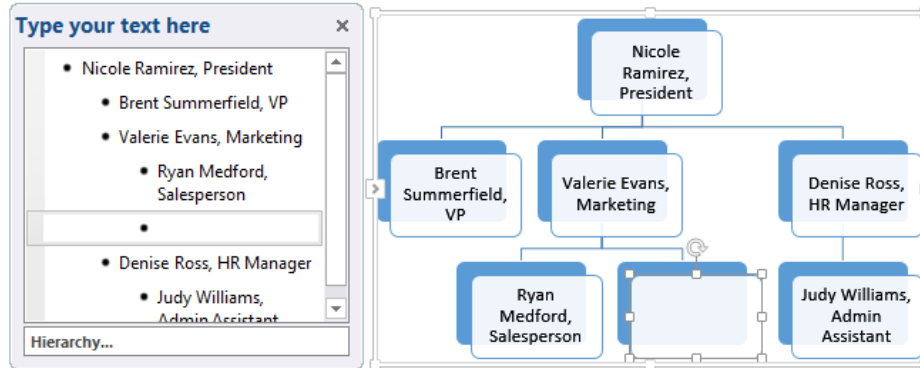 Type your text here
Nicole Ramirez, President
Brent Summerfield, VP
Valerie Evans, Marketing
Ryan Medford,
Salesperson
Denise Ross, HR Manager
Judy Williams,
Admin Assistant
Hierarchy...
Nicole
Ramirez,
President
Brent
Summerfield,
VP
Valerie Evans,
Marketing
Denise Ross,
HR Manager
Ryan
Medford,
Salesperson
Judy Williams,
Admin
Assistant